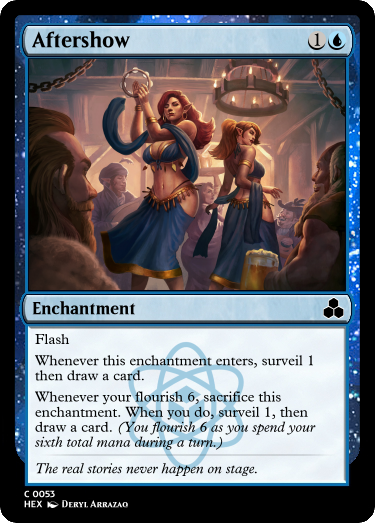 Aftershow
1
Enchantment
Flash
Whenever this enchantment enters, surveil 1
then draw a card.
Whenever your flourish 6, sacrifice this
enchantment. When you do, surveil 1, then
draw a card. (You flourish 6 as you spend your
sixth total mana during a turn.)
The real stories never happen on stage.
C 0053
HEX Deryl Arrazao